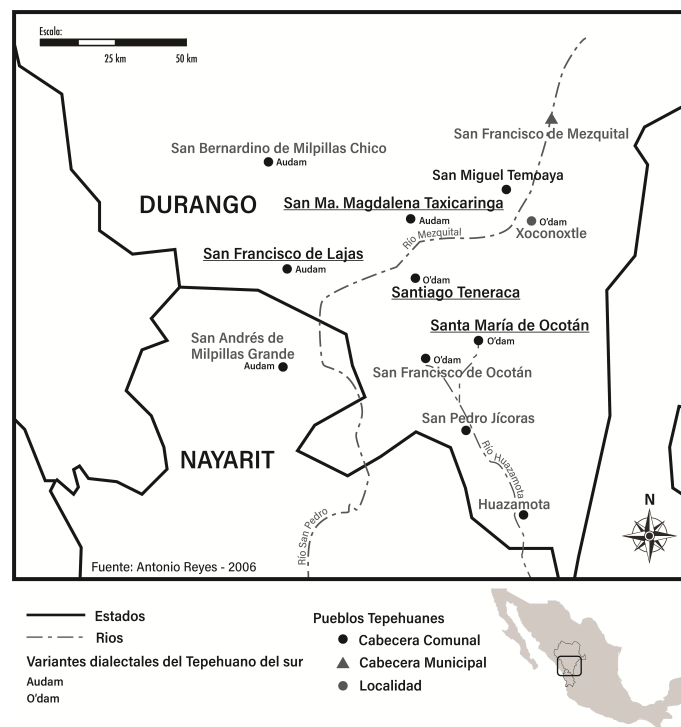 Escala:
25 km 50 km
San Francisco de Mezquital
San Bernardino de Milpillas Chico
Audam
San Miguel Temoaya
DURANGO
San Ma. Magdalena Taxicaringa
Audam
O'dam
Xoconoxtle
Río Mezquital
San Francisco de Lajas
Audam
O'dam
Santiago Teneraca
Santa María de Ocotán
O'dam
San Andrés de
Milpillas Grande
Audam
O'dam
San Francisco de Ocotán
San Pedro Jícoras
NAYARIT
Río Huazamota
Huazamota
N
Río San Pedro
Fuente: Antonio Reyes - 2006
Estados
Rios
Variantes dialectales del Tepehuano del sur
Audam
O'dam
Pueblos Tepehuanes
Cabecera Comunal
Cabecera Municipal
Localidad